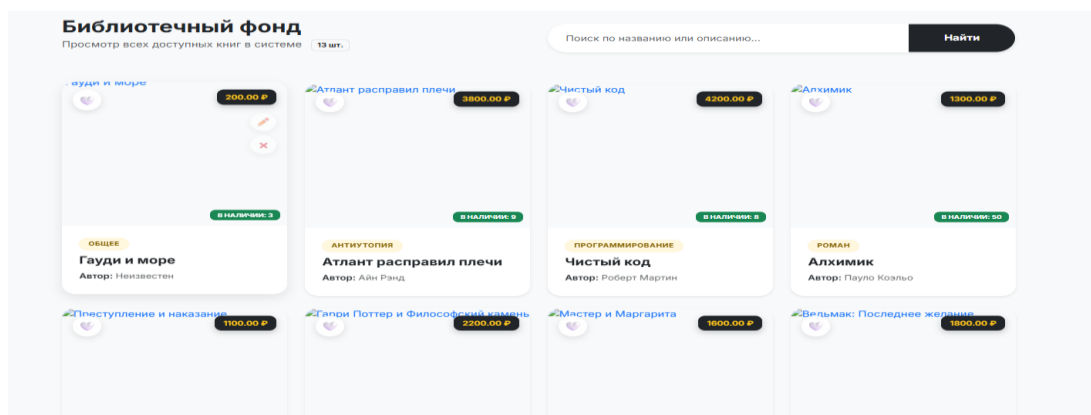 Библиотечный фонд
Просмотр всех доступных книг в системе 13 шт.
Поиск по названию или описанию... Найти
Гауди и море
200.00 ₽
В НАЛИЧИИ: 3
ОБЩЕЕ
Гауди и море
Автор: Неизвестен
Атлант расправил плечи
3800.00 ₽
В НАЛИЧИИ: 9
АНТИУТОПИЯ
Атлант расправил плечи
Автор: Айн Рэнд
Чистый код
4200.00 ₽
В НАЛИЧИИ: 8
ПРОГРАММИРОВАНИЕ
Чистый код
Автор: Роберт Мартин
Алхимик
1300.00 ₽
В НАЛИЧИИ: 50
РОМАН
Алхимик
Автор: Пауло Коэльо
Преступление и наказание
1100.00 ₽
Гарри Поттер и Философский камень
2200.00 ₽
Мастер и Маргарита
1600.00 ₽
Ведьмак: Последнее желание
1800.00 ₽